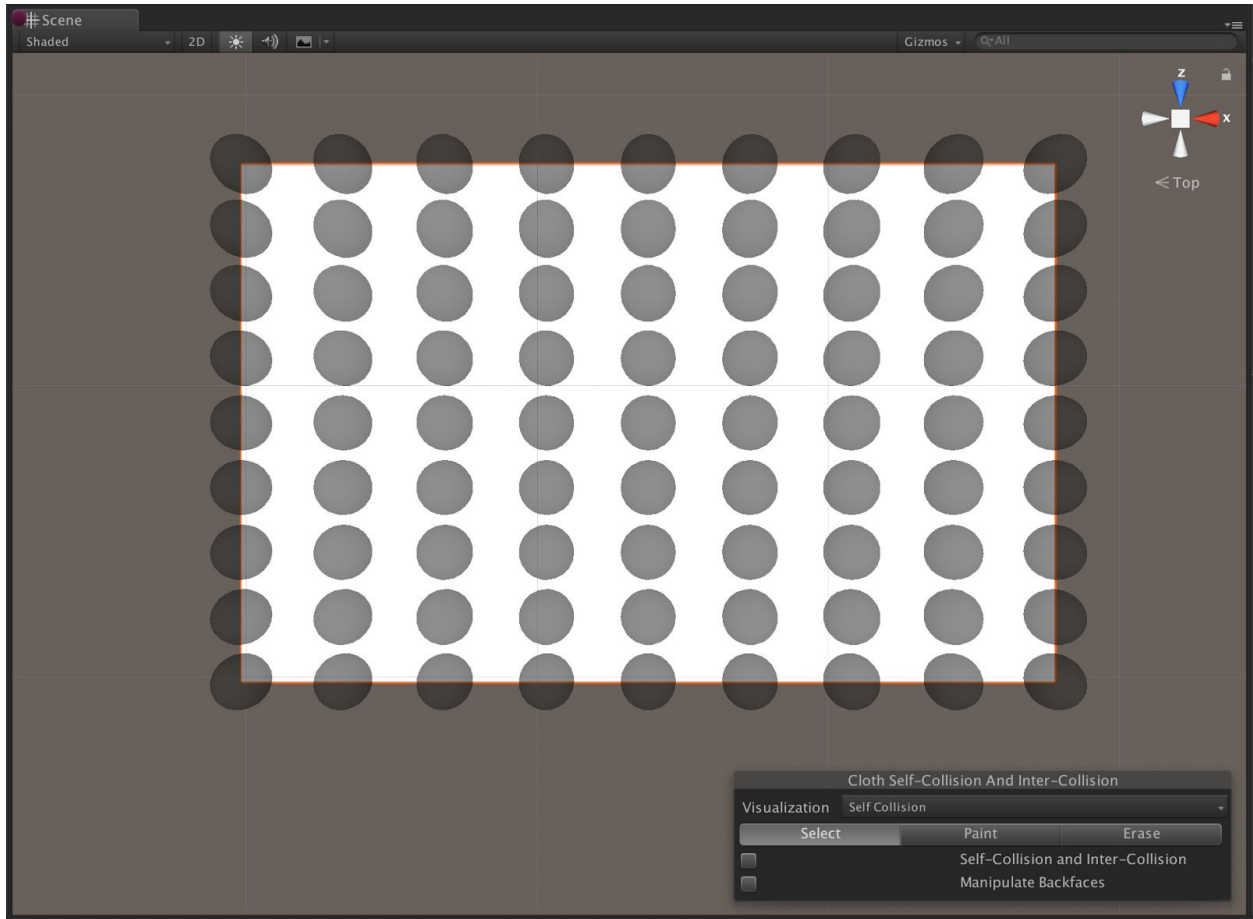 Scene
Shaded 2D Gizmos All
z
x
Top
Cloth Self-Collision And Inter-Collision
Visualization Self Collision
Select Paint Erase
Self-Collision and Inter-Collision
Manipulate Backfaces